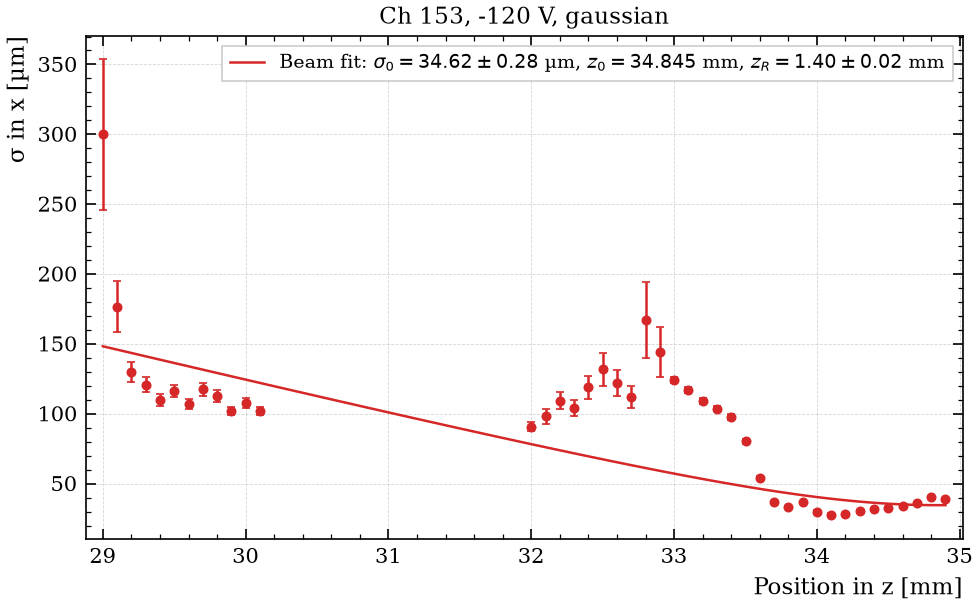 Ch 153, -120 V, gaussian
Beam fit: σ₀ = 34.62 ± 0.28 µm, z₀ = 34.845 mm, z_R = 1.40 ± 0.02 mm
σ in x [µm]
350
300
250
200
150
100
50
29 30 31 32 33 34 35
Position in z [mm]